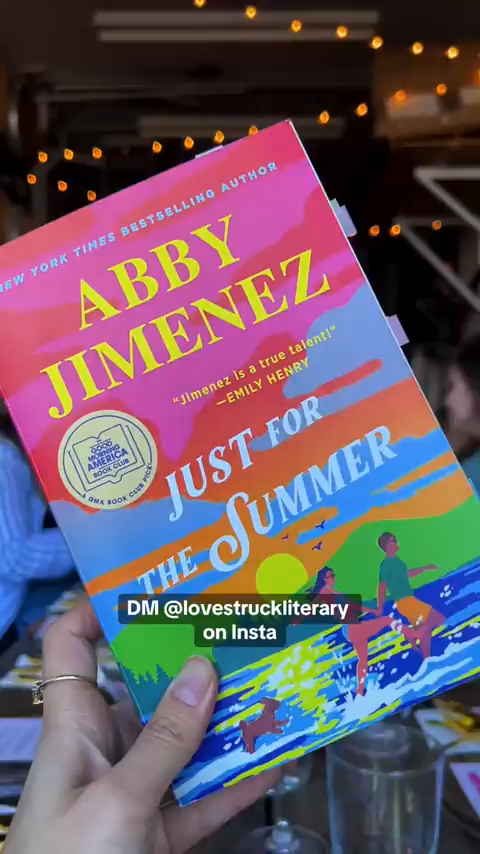 NEW YORK TIMES BESTSELLING AUTHOR
ABBY
JIMENEZ
"Jimenez is a true talent!"
—EMILY HENRY
GOOD
MORNING
AMERICA
BOOK CLUB
A GMA BOOK CLUB PICK
JUST FOR
THE SUMMER
DM @lovestruckliterary
on Insta